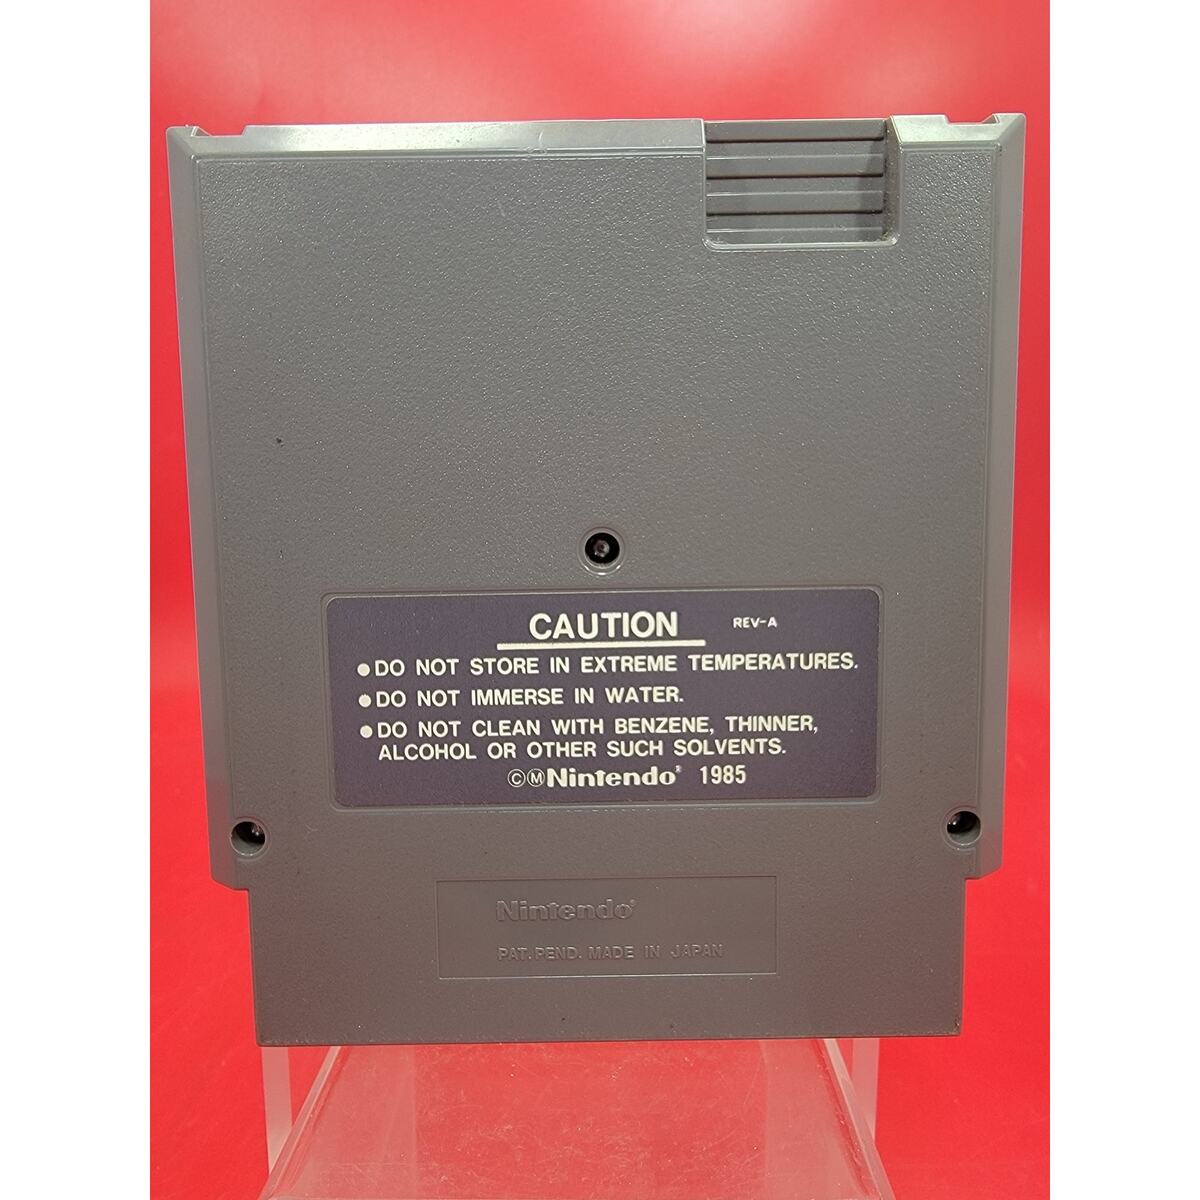 CAUTION REV-A
●DO NOT STORE IN EXTREME TEMPERATURES.
●DO NOT IMMERSE IN WATER.
●DO NOT CLEAN WITH BENZENE, THINNER,
ALCOHOL OR OTHER SUCH SOLVENTS.
ⒸⓂNintendo® 1985
Nintendo®
PAT. PEND. MADE IN JAPAN